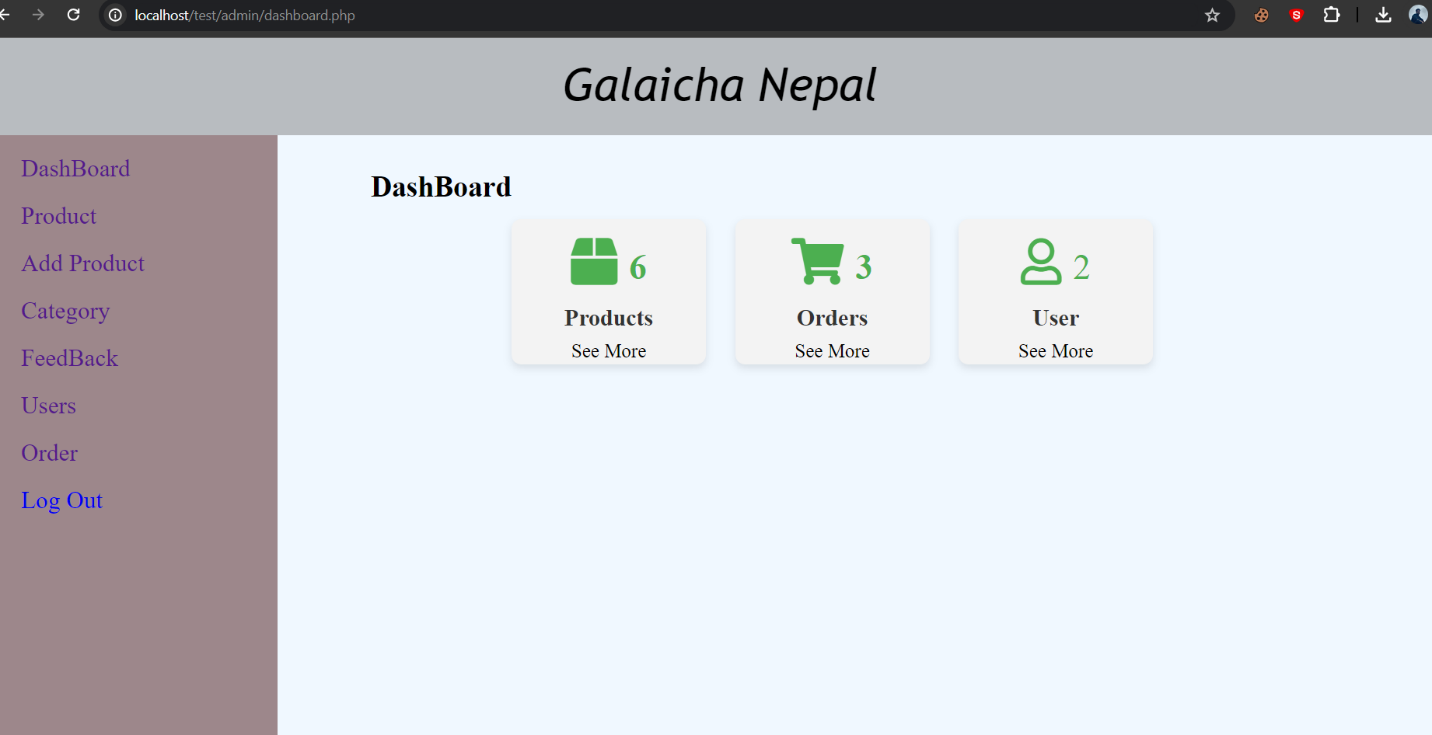 localhost/test/admin/dashboard.php
S
Galaicha Nepal
DashBoard
Product
Add Product
Category
FeedBack
Users
Order
Log Out
DashBoard
6
Products
See More
3
Orders
See More
2
User
See More